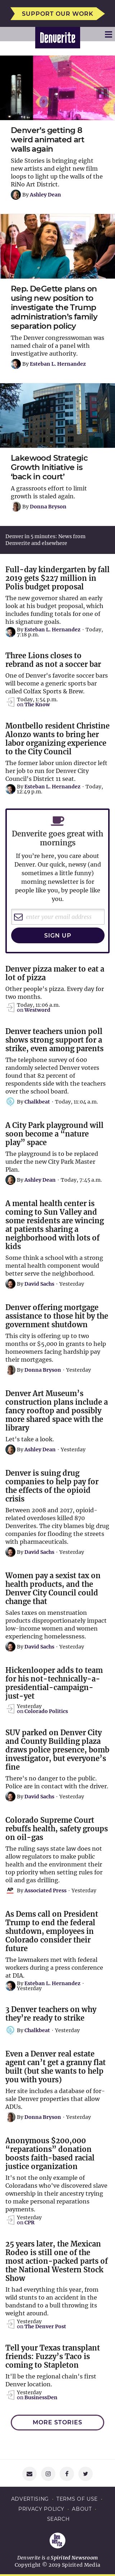 SUPPORT OUR WORK
Denverite
Denver's getting 8
weird animated art
walls again
Side Stories is bringing eight
new artists and eight new film
loops to light up the walls of the
RiNo Art District.
By Ashley Dean
Rep. DeGette plans on
using new position to
investigate the Trump
administration's family
separation policy
The Denver congresswoman was
named chair of a panel with
investigative authority.
By Esteban L. Hernandez
Lakewood Strategic
Growth Initiative is
'back in court'
A grassroots effort to limit
growth is staled again.
By Donna Bryson
Denver in 5 minutes: News from
Denverite and elsewhere
Full-day kindergarten by fall
2019 gets $227 million in
Polis budget proposal
The new governor submitted an early
look at his budget proposal, which
includes funding totals for one of
his signature goals.
By Esteban L. Hernandez - Today,
7:18 p.m.
Three Lions closes to
rebrand as not a soccer bar
One of Denver's favorite soccer bars
will become a generic sports bar
called Colfax Sports & Brew.
Today, 1:54 p.m.
on The Know
Montbello resident Christine
Alonzo wants to bring her
labor organizing experience
to the City Council
The former labor union director left
her job to run for Denver City
Council's District 11 seat.
By Esteban L. Hernandez - Today,
12:49 p.m.
Denverite goes great with
mornings
If you're here, you care about
Denver. Our quick, newsy (and
sometimes a little funny)
morning newsletter is for
people like you, by people like
you.
enter your email address
SIGN UP
Denver pizza maker to eat a
lot of pizza
Other people's pizza. Every day for
two months.
Today, 11:06 a.m.
on Westword
Denver teachers union poll
shows strong support for a
strike, even among parents
The telephone survey of 600
randomly selected Denver voters
found that 82 percent of
respondents side with the teachers
over the school board.
By Chalkbeat - Today, 11:04 a.m.
A City Park playground will
soon become a “nature
play” space
The playground is to be replaced
under the new City Park Master
Plan.
By Ashley Dean - Today, 7:45 a.m.
A mental health center is
coming to Sun Valley and
some residents are wincing
at patients sharing a
neighborhood with lots of
kids
Some think a school with a strong
mental health component would
better serve the neighborhood.
By David Sachs - Yesterday
Denver offering mortgage
assistance to those hit by the
government shutdown
This city is offering up to two
months or $5,000 in grants to help
homeowners facing hardship pay
their mortgages.
By Donna Bryson - Yesterday
Denver Art Museum's
construction plans include a
fancy rooftop and possibly
more shared space with the
library
Let's take a look.
By Ashley Dean - Yesterday
Denver is suing drug
companies to help pay for
the effects of the opioid
crisis
Between 2008 and 2017, opioid-
related overdoses killed 870
Denverites. The city blames big drug
companies for flooding the streets
with pharmaceuticals.
By David Sachs - Yesterday
Women pay a sexist tax on
health products, and the
Denver City Council could
change that
Sales taxes on menstruation
products disproportionately impact
low-income women and women
experiencing homelessness.
By David Sachs - Yesterday
Hickenlooper adds to team
for his not-technically-a-
presidential-campaign-
just-yet
Yesterday
on Colorado Politics
SUV parked on Denver City
and County Building plaza
draws police presence, bomb
investigator, but everyone's
fine
There's no danger to the public.
Police are in contact with the driver.
By David Sachs - Yesterday
Colorado Supreme Court
rebuffs health, safety groups
on oil-gas
The ruling says state law does not
allow regulators to make public
health and the environment their
top priority when setting rules for
oil and gas drilling.
By Associated Press - Yesterday
As Dems call on President
Trump to end the federal
shutdown, employees in
Colorado consider their
future
The lawmakers met with federal
workers during a press conference
at DIA.
By Esteban L. Hernandez -
Yesterday
3 Denver teachers on why
they're ready to strike
By Chalkbeat - Yesterday
Even a Denver real estate
agent can't get a granny flat
built (but she wants to help
you with yours)
Her site includes a database of for-
sale Denver properties that allow
ADUs.
By Donna Bryson - Yesterday
Anonymous $200,000
“reparations” donation
boosts faith-based racial
justice organization
It's not the only example of
Coloradans who've discovered slave
ownership in their ancestry trying
to make personal reparations
payments.
Yesterday
on CPR
25 years later, the Mexican
Rodeo is still one of the
most action-packed parts of
the National Western Stock
Show
It had everything this year, from
wild stunts to an accident in the
bandstand to a bull throwing its
weight around.
Yesterday
on The Denver Post
Tell your Texas transplant
friends: Fuzzy's Taco is
coming to Stapleton
It'll be the regional chain's first
Denver location.
Yesterday
on BusinessDen
MORE STORIES
ADVERTISING - TERMS OF USE -
PRIVACY POLICY - ABOUT -
SEARCH
Denverite is a Spirited Newsroom
Copyright © 2019 Spirited Media